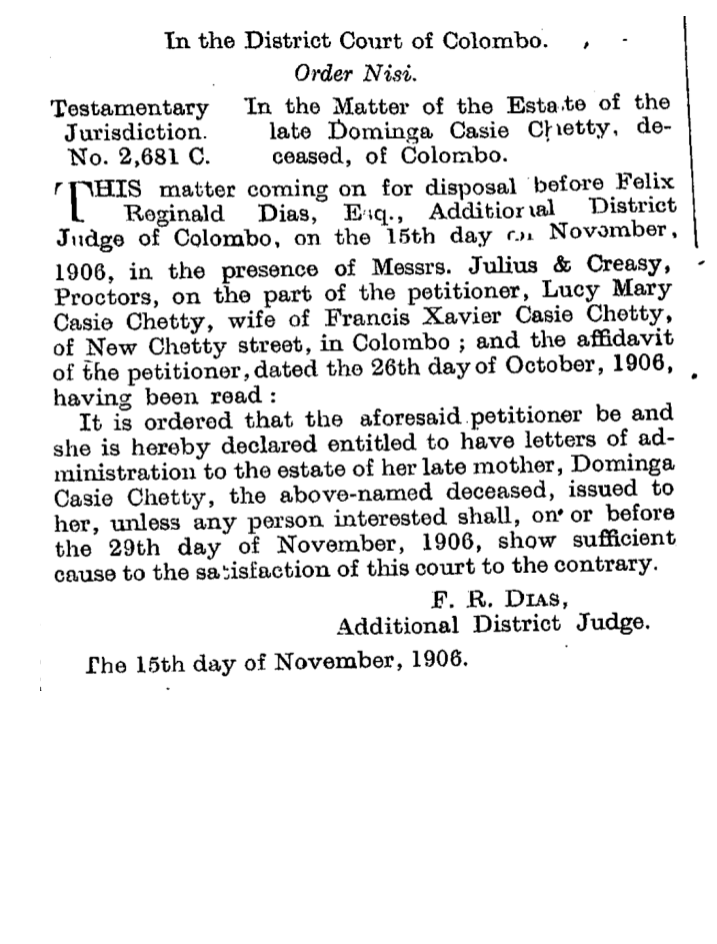 In the District Court of Colombo.
Order Nisi.
Testamentary In the Matter of the Estate of the
Jurisdiction. late Dominga Casie Chetty, de-
No. 2,681 C. ceased, of Colombo.
THIS matter coming on for disposal before Felix
Reginald Dias, Esq., Additional District
Judge of Colombo, on the 15th day on November,
1906, in the presence of Messrs. Julius & Creasy,
Proctors, on the part of the petitioner, Lucy Mary
Casie Chetty, wife of Francis Xavier Casie Chetty,
of New Chetty street, in Colombo ; and the affidavit
of the petitioner, dated the 26th day of October, 1906,
having been read :
It is ordered that the aforesaid petitioner be and
she is hereby declared entitled to have letters of ad-
ministration to the estate of her late mother, Dominga
Casie Chetty, the above-named deceased, issued to
her, unless any person interested shall, on or before
the 29th day of November, 1906, show sufficient
cause to the satisfaction of this court to the contrary.
F. R. DIAS,
Additional District Judge.
The 15th day of November, 1906.